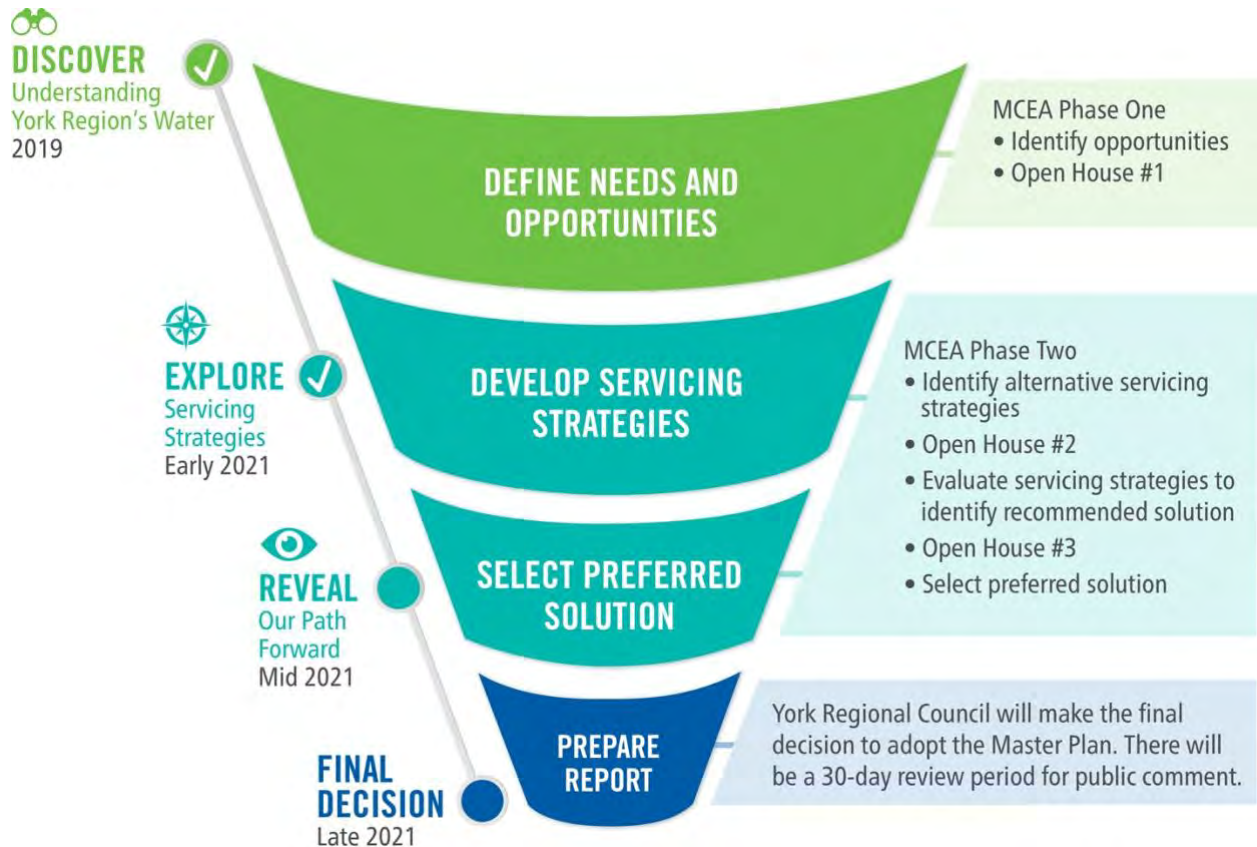 DISCOVER
Understanding
York Region's Water
2019
DEFINE NEEDS AND
OPPORTUNITIES
MCEA Phase One
• Identify opportunities
• Open House #1
EXPLORE
Servicing
Strategies
Early 2021
DEVELOP SERVICING
STRATEGIES
MCEA Phase Two
• Identify alternative servicing
strategies
• Open House #2
• Evaluate servicing strategies to
identify recommended solution
• Open House #3
• Select preferred solution
REVEAL
Our Path
Forward
Mid 2021
SELECT PREFERRED
SOLUTION
FINAL
DECISION
Late 2021
PREPARE
REPORT
York Regional Council will make the final
decision to adopt the Master Plan. There will
be a 30-day review period for public comment.